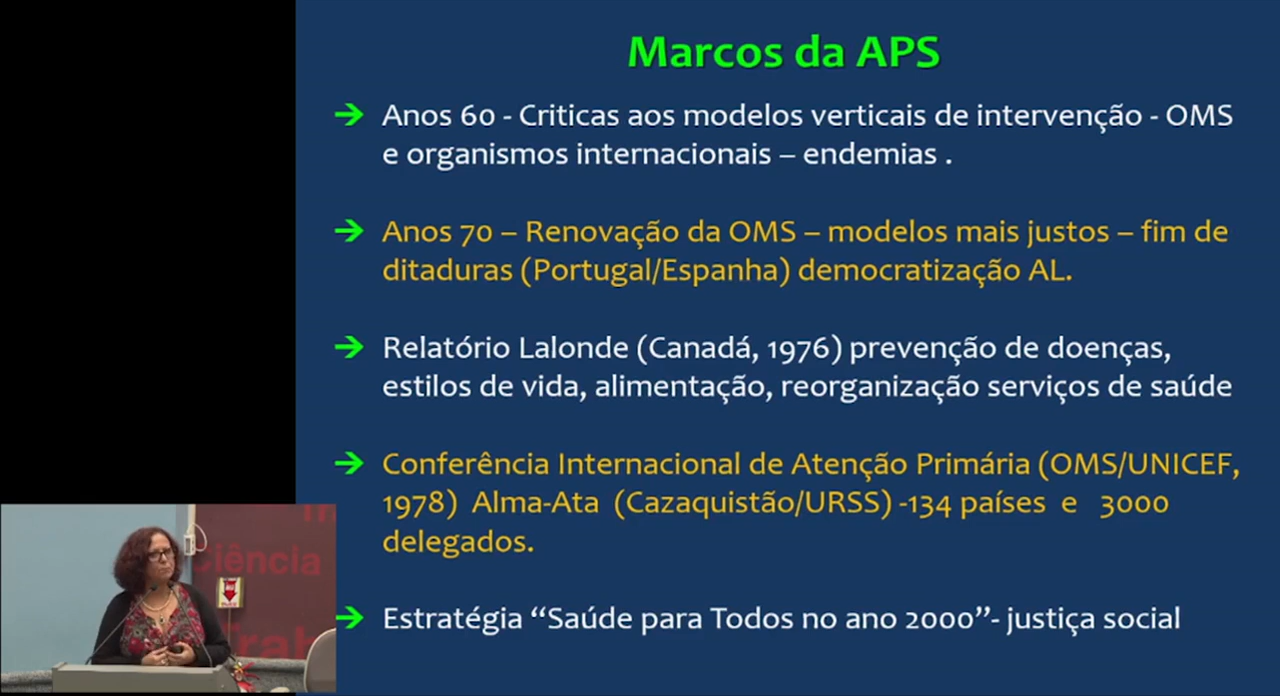 Marcos da APS
➔ Anos 60 - Criticas aos modelos verticais de intervenção - OMS
e organismos internacionais – endemias .
➔ Anos 70 – Renovação da OMS – modelos mais justos – fim de
ditaduras (Portugal/Espanha) democratização AL.
➔ Relatório Lalonde (Canadá, 1976) prevenção de doenças,
estilos de vida, alimentação, reorganização serviços de saúde
➔ Conferência Internacional de Atenção Primária (OMS/UNICEF,
1978) Alma-Ata (Cazaquistão/URSS) -134 países e 3000
delegados.
➔ Estratégia “Saúde para Todos no ano 2000”- justiça social
Ciência